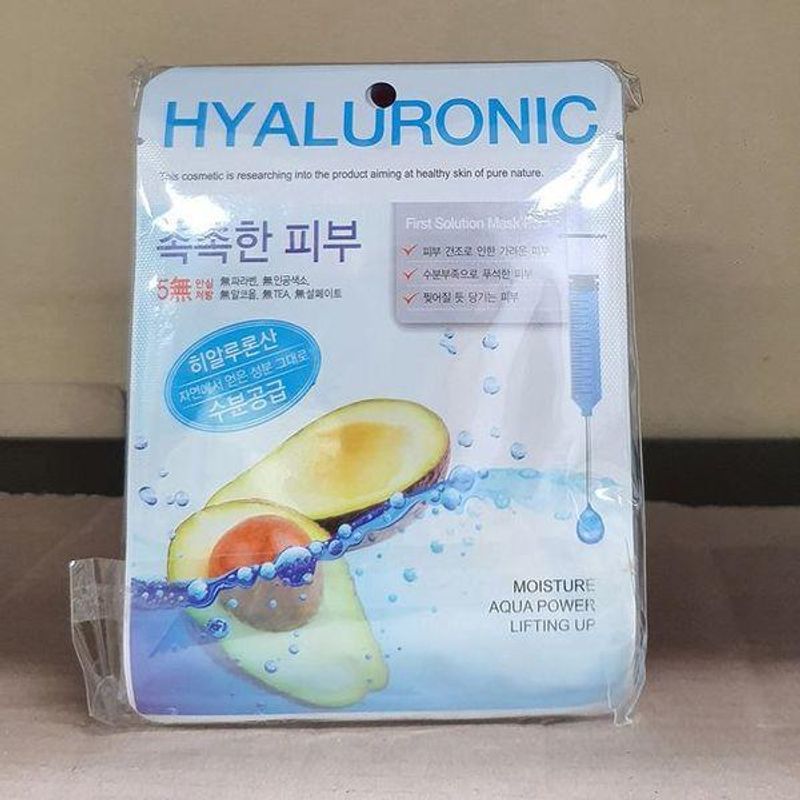 HYALURONIC
This cosmetic is researching into the product aiming at healthy skin of pure nature.
촉촉한 피부
5無 안심 처방
無파라벤, 無인공색소,
無알코올, 無TEA, 無설페이트
First Solution Mask
피부 건조로 인한 가려운 피부
수분부족으로 푸석한 피부
찢어질 듯 당기는 피부
히알루론산
자연에서 얻은 성분 그대로
수분공급
MOISTURE
AQUA POWER
LIFTING UP